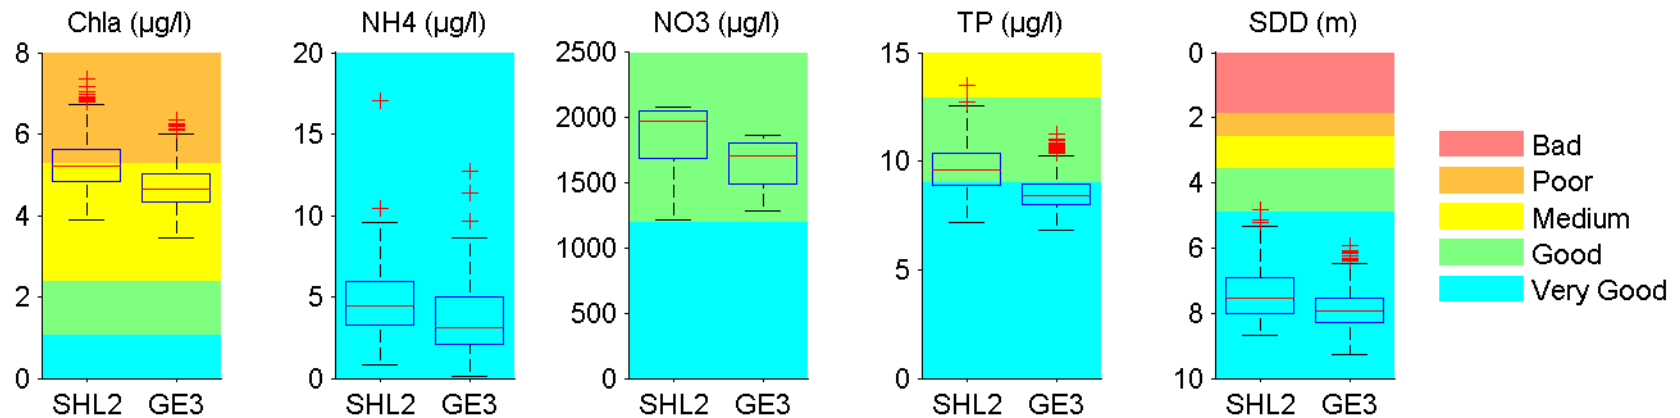 Chla (µg/l)
8
6
4
2
0
SHL2 GE3
NH4 (µg/l)
20
15
10
5
0
SHL2 GE3
NO3 (µg/l)
2500
2000
1500
1000
500
0
SHL2 GE3
TP (µg/l)
15
10
5
0
SHL2 GE3
SDD (m)
0
2
4
6
8
10
SHL2 GE3
Bad
Poor
Medium
Good
Very Good